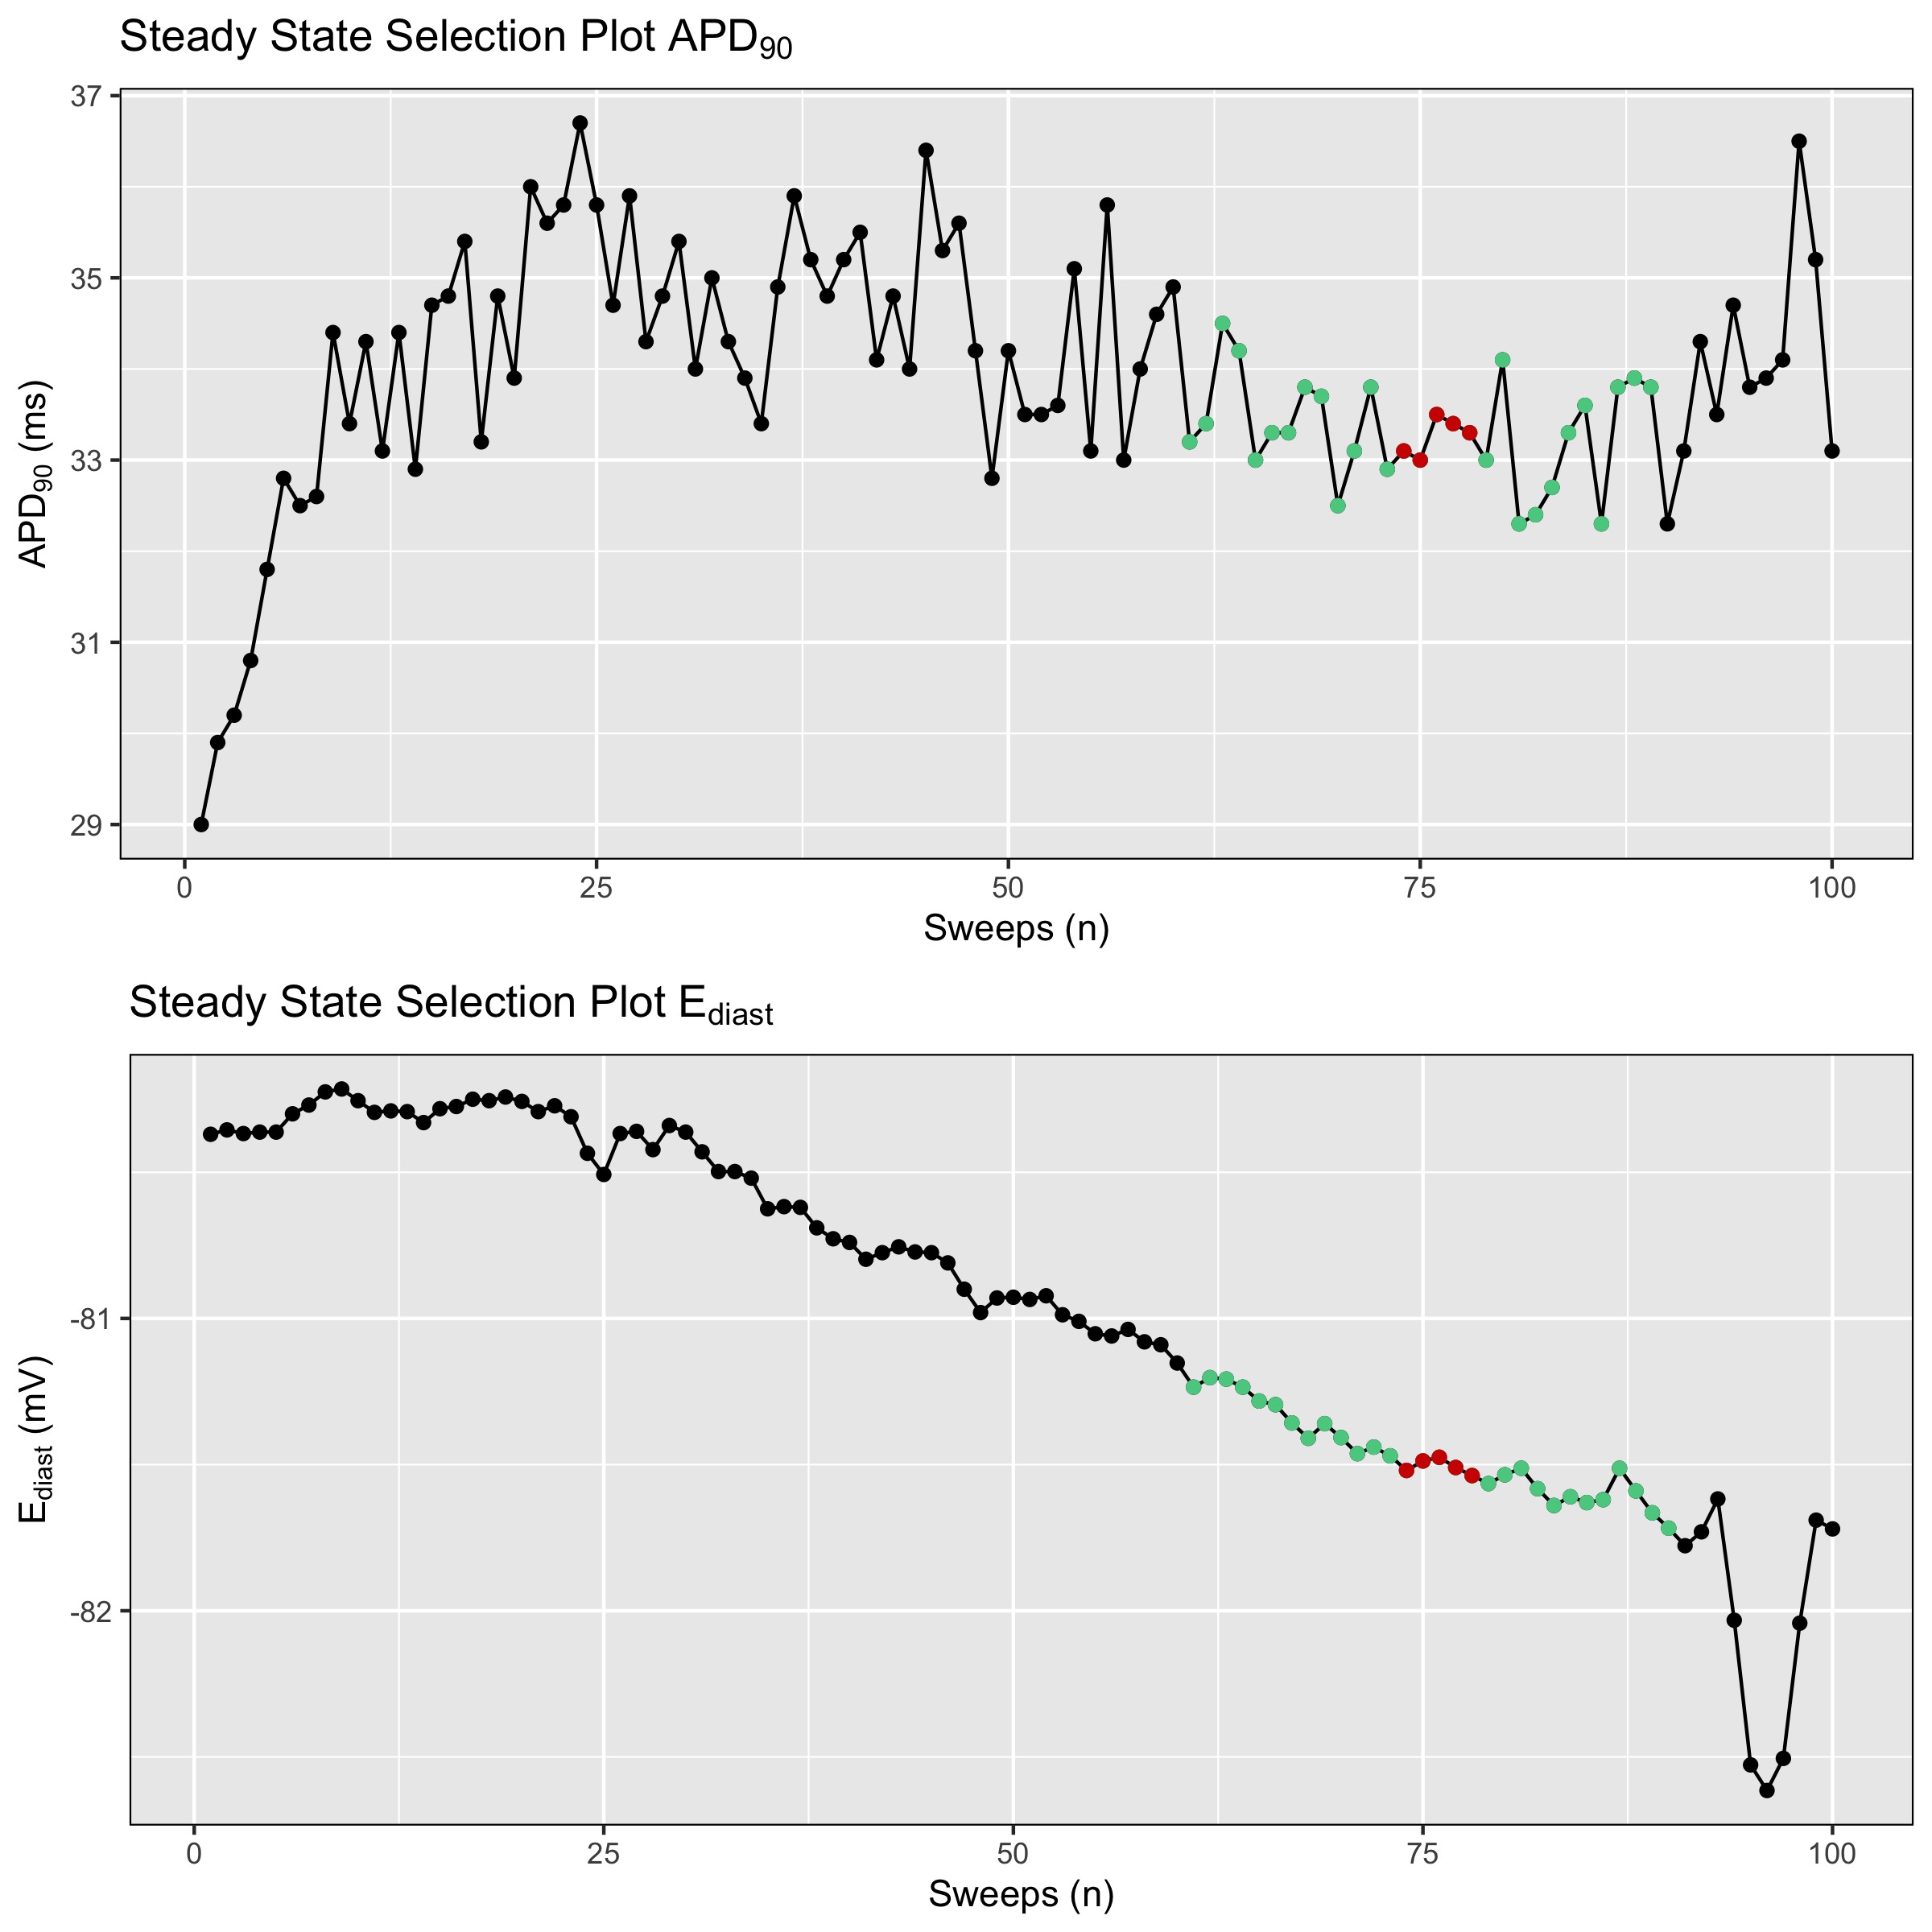 Steady State Selection Plot APD90
37
35
33
31
29
APD90 (ms)
0 25 50 75 100
Sweeps (n)
Steady State Selection Plot Ediast
-81
-82
Ediast (mV)
0 25 50 75 100
Sweeps (n)